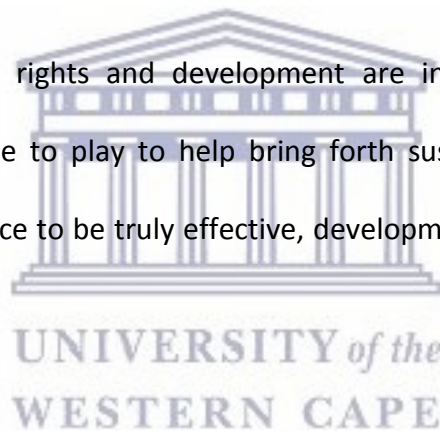 rights and development are in
e to play to help bring forth sus
ce to be truly effective, developm
UNIVERSITY of the
WESTERN CAPE